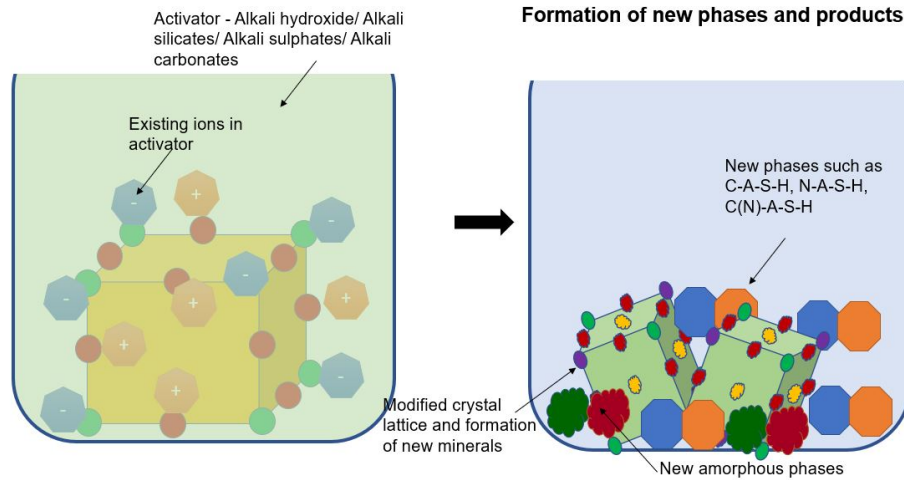 Activator - Alkali hydroxide/ Alkali
silicates/ Alkali sulphates/ Alkali
carbonates
Existing ions in
activator
-
+
-
-
-
+
+
+
-
-
+
Formation of new phases and products
New phases such as
C-A-S-H, N-A-S-H,
C(N)-A-S-H
Modified crystal
lattice and formation
of new minerals
New amorphous phases